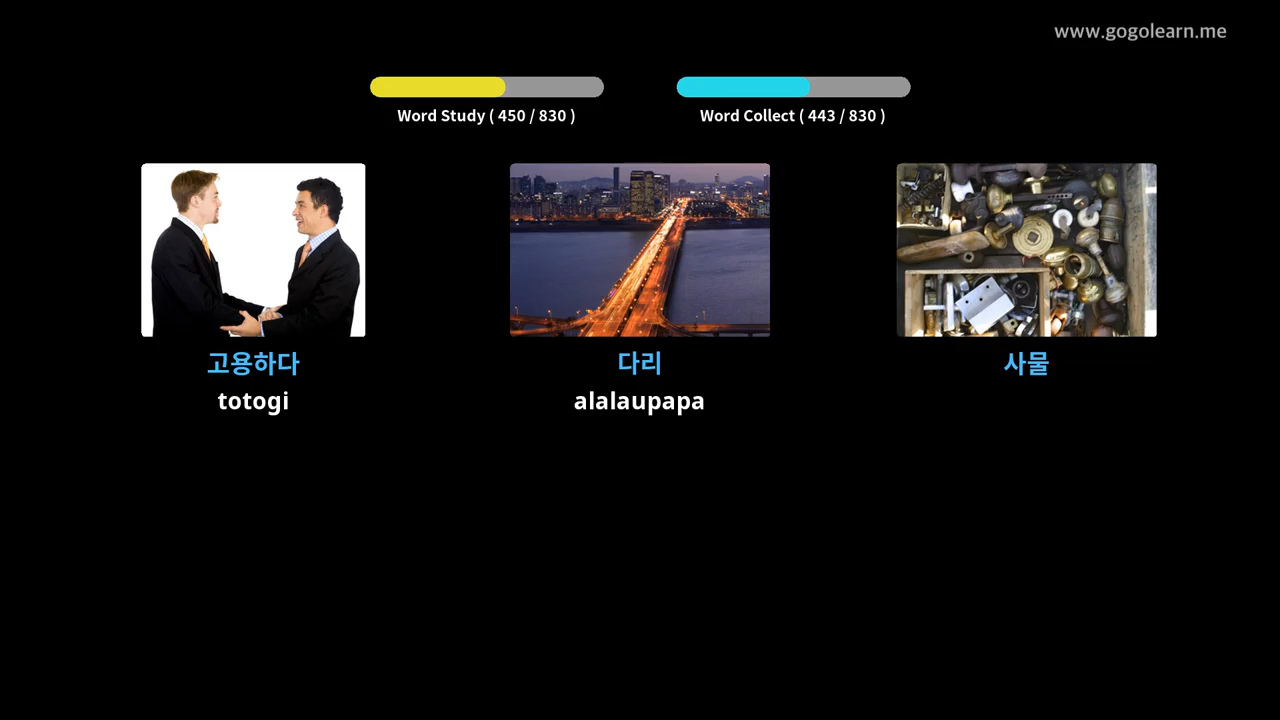 www.gogolearn.me
Word Study ( 450 / 830 )
Word Collect ( 443 / 830 )
고용하다
totogi
다리
alalaupapa
사물